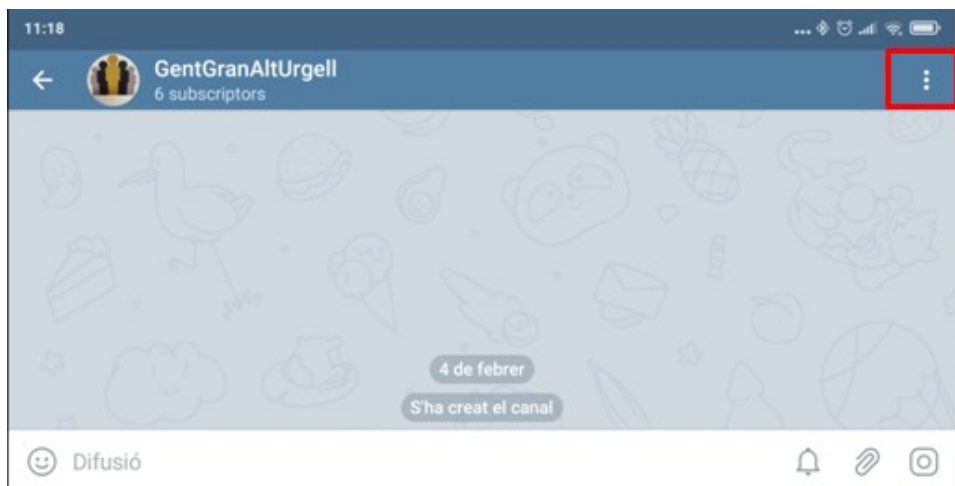 11:18
GentGranAltUrgell
6 subscriptors
4 de febrer
S'ha creat el canal
Difusió